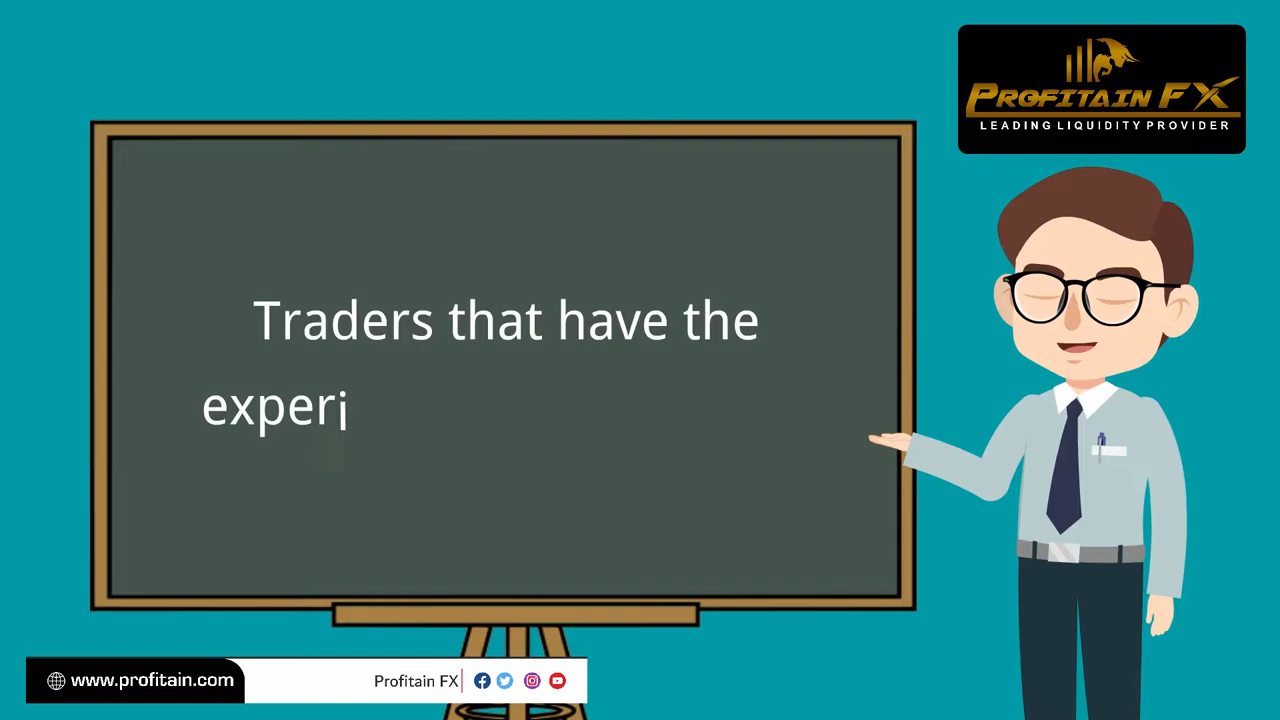 PROFITAIN FX
LEADING LIQUIDITY PROVIDER
Traders that have the
experi
www.profitain.com
Profitain FX